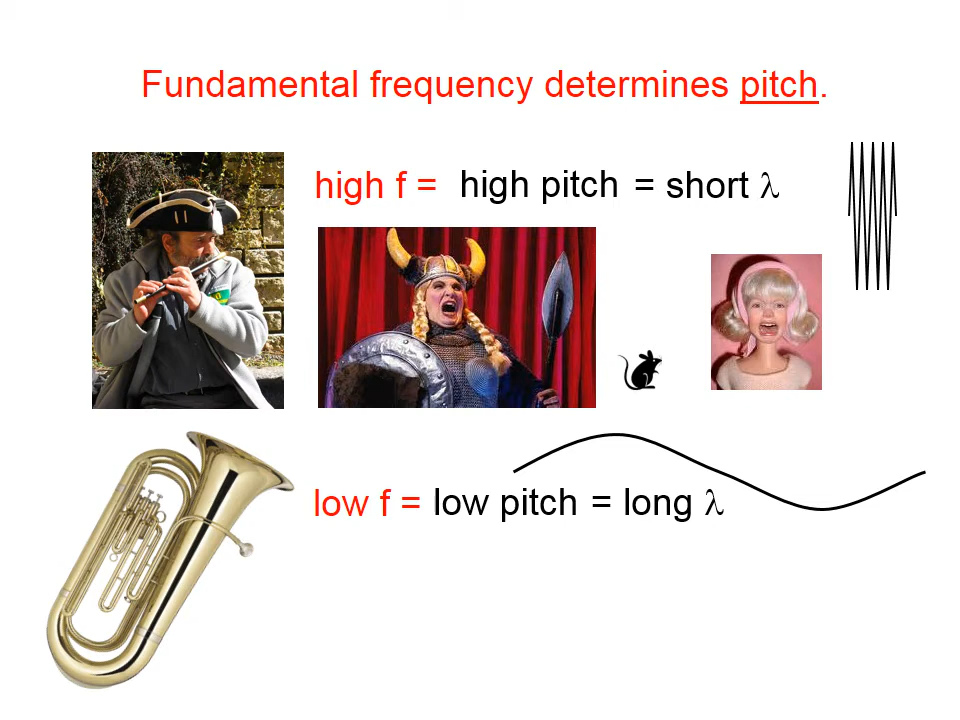 Fundamental frequency determines pitch.
high f = high pitch = short λ
low f = low pitch = long λ